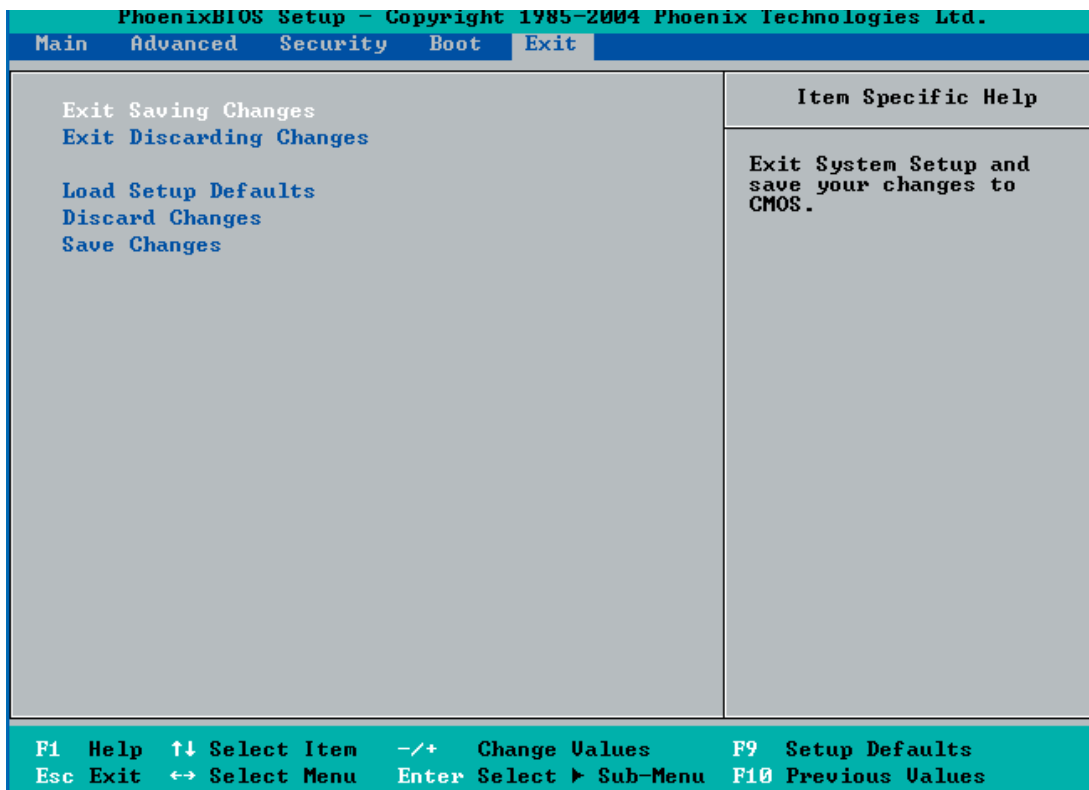 PhoenixBIOS Setup - Copyright 1985-2004 Phoenix Technologies Ltd.
Main Advanced Security Boot Exit
Exit Saving Changes
Exit Discarding Changes
Load Setup Defaults
Discard Changes
Save Changes
Item Specific Help
Exit System Setup and
save your changes to
CMOS.
F1 Help ↑↓ Select Item -/+ Change Values F9 Setup Defaults
Esc Exit ↔ Select Menu Enter Select ▶ Sub-Menu F10 Previous Values